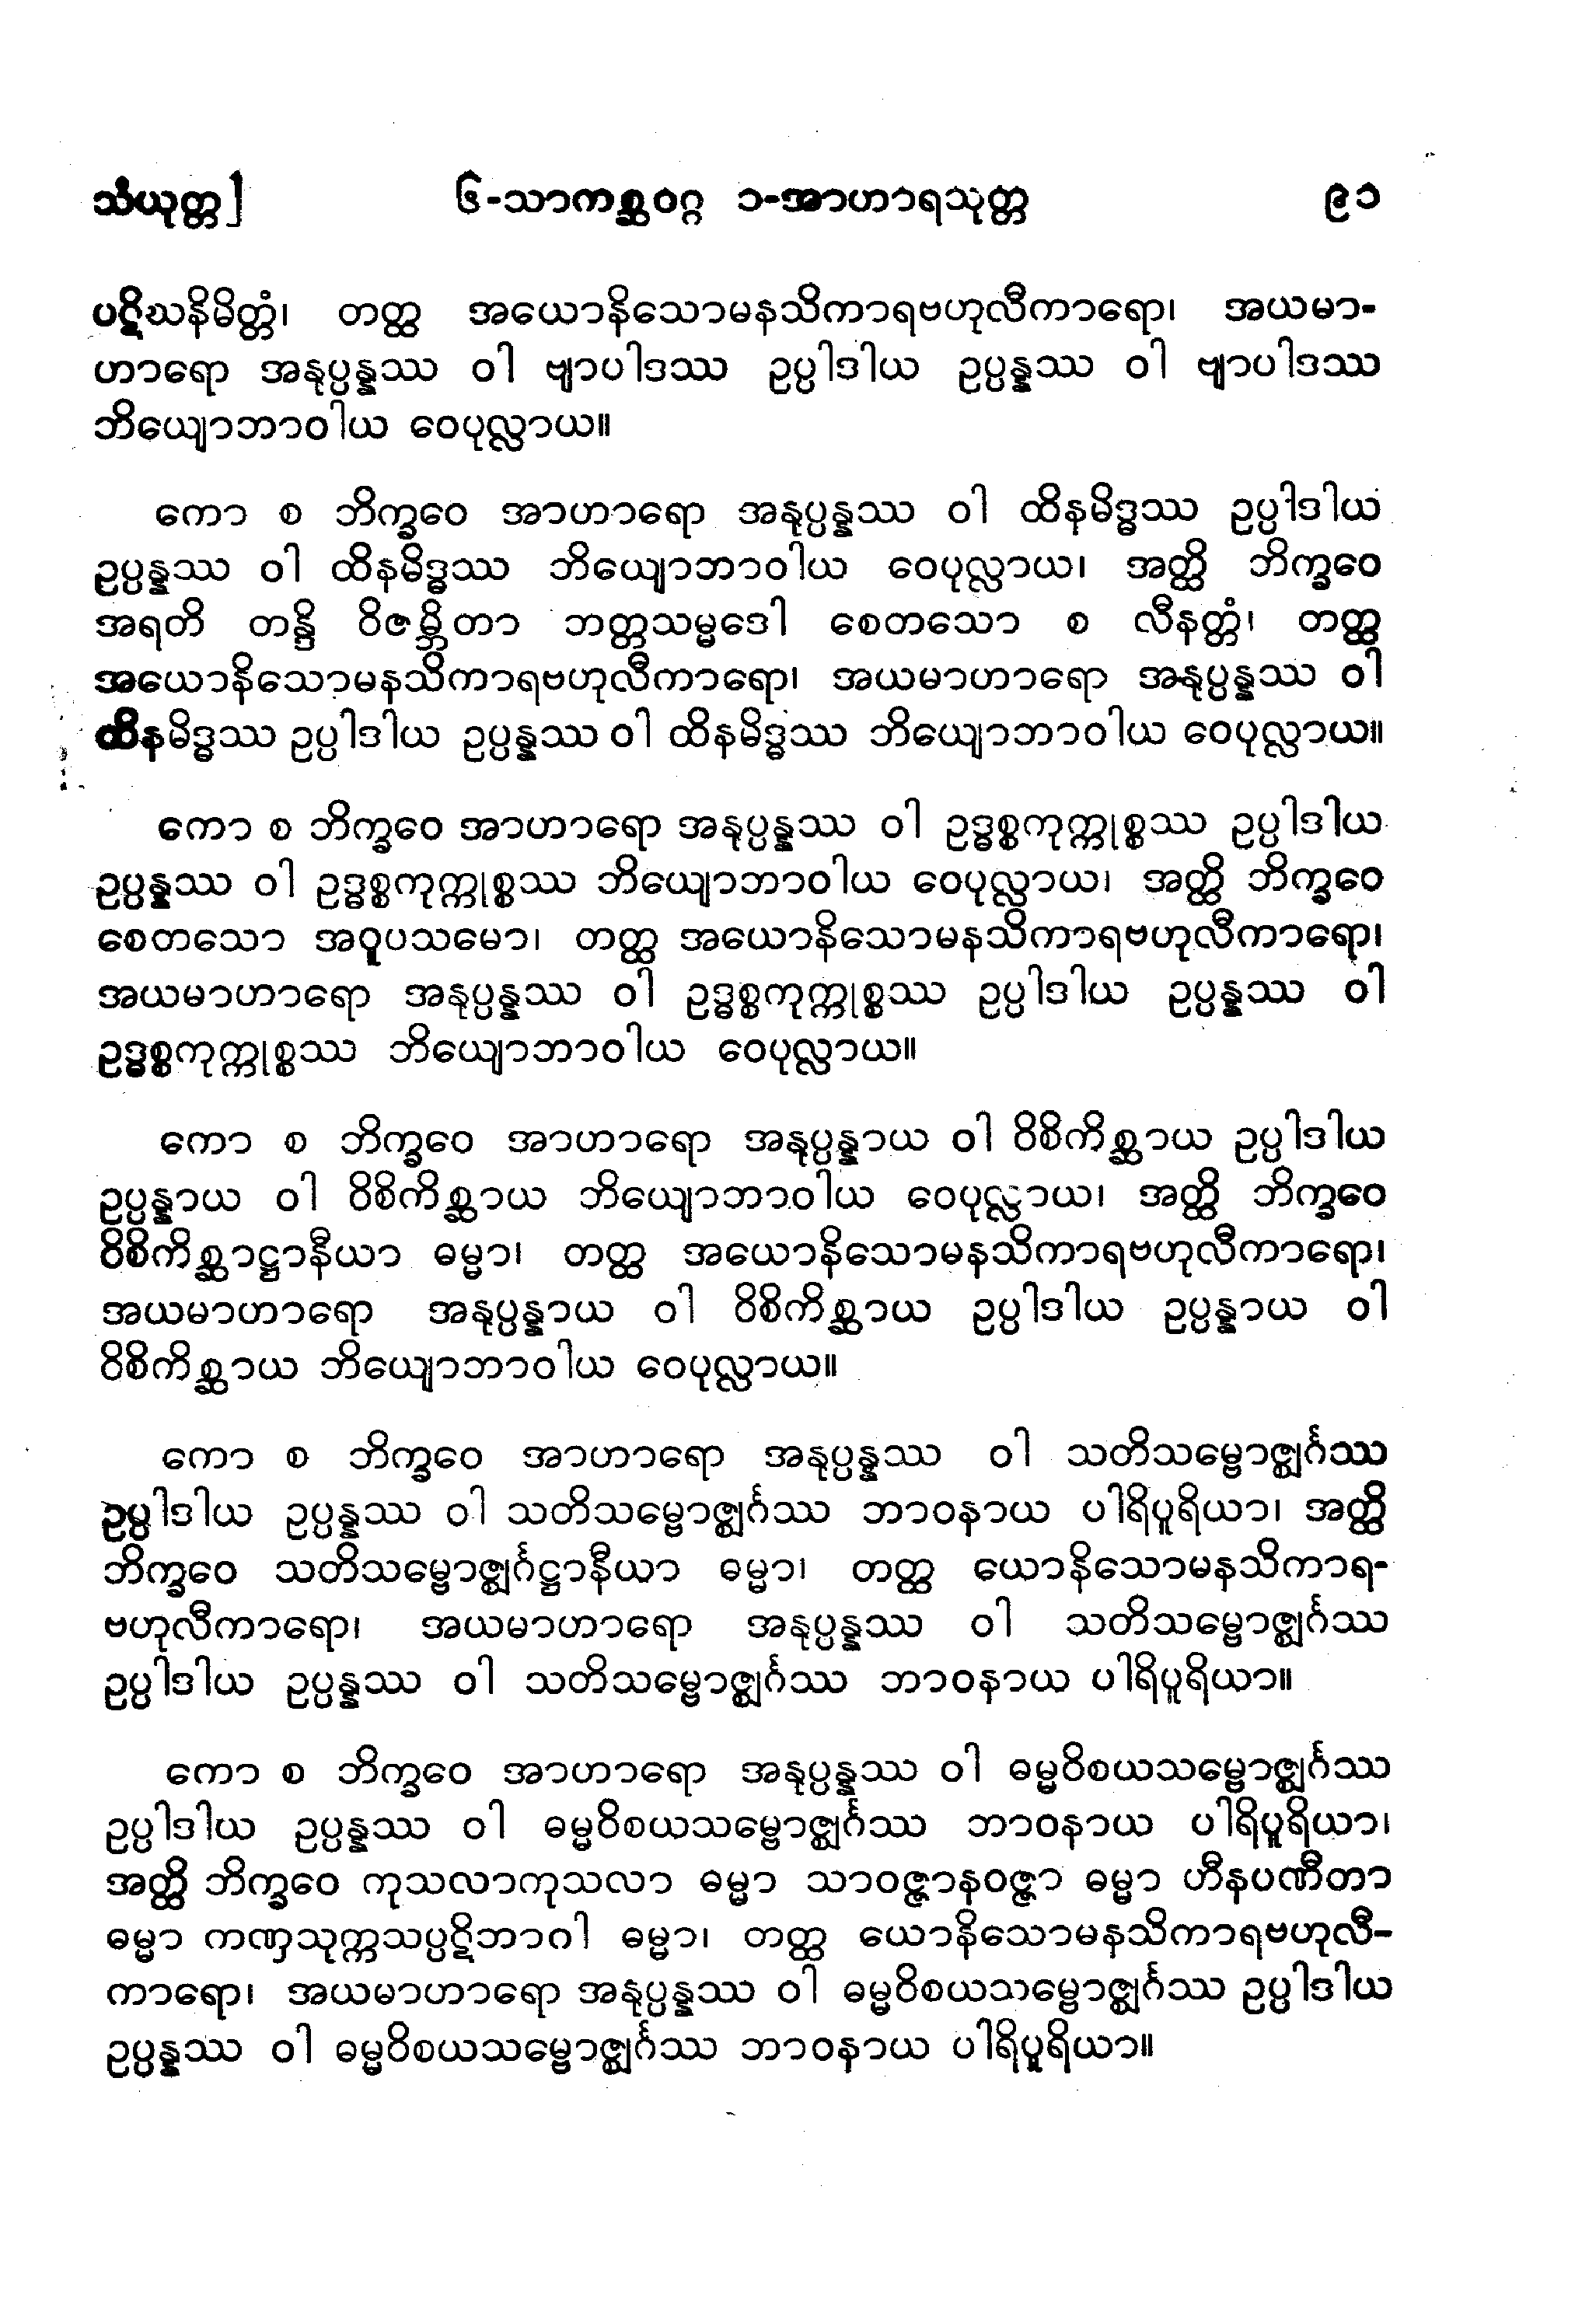 သံယုတ္တ] ၆-သာကစ္ဆဝဂ္ဂ ၁-အာဟာရသုတ္တ ၉၁
ပဋိဃနိမိတ္တံ၊ တတ္ထ အယောနိသောမနသိကာရဗဟုလီကာရော၊ အယမာ-
ဟာရော အနုပ္ပန္နဿ ဝါ ဗျာပါဒဿ ဥပ္ပါဒါယ ဥပ္ပန္နဿ ဝါ ဗျာပါဒဿ
ဘိယျောဘာဝါယ ဝေပုလ္လာယ။
ကော စ ဘိက္ခဝေ အာဟာရော အနုပ္ပန္နဿ ဝါ ထိနမိဒ္ဓဿ ဥပ္ပါဒါယ
ဥပ္ပန္နဿ ဝါ ထိနမိဒ္ဓဿ ဘိယျောဘာဝါယ ဝေပုလ္လာယ၊ အတ္ထိ ဘိက္ခဝေ
အရတိ တန္ဒိ ဝိဇမ္ဘိတာ ဘတ္တသမ္မဒေါ စေတသော စ လီနတ္တံ၊ တတ္ထ
အယောနိသောမနသိကာရဗဟုလီကာရော၊ အယမာဟာရော အနုပ္ပန္နဿ ဝါ
ထိနမိဒ္ဓဿ ဥပ္ပါဒါယ ဥပ္ပန္နဿ ဝါ ထိနမိဒ္ဓဿ ဘိယျောဘာဝါယ ဝေပုလ္လာယ။
ကော စ ဘိက္ခဝေ အာဟာရော အနုပ္ပန္နဿ ဝါ ဥဒ္ဓစ္စကုက္ကုစ္စဿ ဥပ္ပါဒါယ
ဥပ္ပန္နဿ ဝါ ဥဒ္ဓစ္စကုက္ကုစ္စဿ ဘိယျောဘာဝါယ ဝေပုလ္လာယ၊ အတ္ထိ ဘိက္ခဝေ
စေတသော အဝူပသမော၊ တတ္ထ အယောနိသောမနသိကာရဗဟုလီကာရော၊
အယမာဟာရော အနုပ္ပန္နဿ ဝါ ဥဒ္ဓစ္စကုက္ကုစ္စဿ ဥပ္ပါဒါယ ဥပ္ပန္နဿ ဝါ
ဥဒ္ဓစ္စကုက္ကုစ္စဿ ဘိယျောဘာဝါယ ဝေပုလ္လာယ။
ကော စ ဘိက္ခဝေ အာဟာရော အနုပ္ပန္နာယ ဝါ ဝိစိကိစ္ဆာယ ဥပ္ပါဒါယ
ဥပ္ပန္နာယ ဝါ ဝိစိကိစ္ဆာယ ဘိယျောဘာဝါယ ဝေပုလ္လာယ၊ အတ္ထိ ဘိက္ခဝေ
ဝိစိကိစ္ဆာဋ္ဌာနီယာ ဓမ္မာ၊ တတ္ထ အယောနိသောမနသိကာရဗဟုလီကာရော၊
အယမာဟာရော အနုပ္ပန္နာယ ဝါ ဝိစိကိစ္ဆာယ ဥပ္ပါဒါယ ဥပ္ပန္နာယ ဝါ
ဝိစိကိစ္ဆာယ ဘိယျောဘာဝါယ ဝေပုလ္လာယ။
ကော စ ဘိက္ခဝေ အာဟာရော အနုပ္ပန္နဿ ဝါ သတိသမ္ဗောဇ္ဈင်္ဂဿ
ဥပ္ပါဒါယ ဥပ္ပန္နဿ ဝါ သတိသမ္ဗောဇ္ဈင်္ဂဿ ဘာဝနာယ ပါရိပူရိယာ၊ အတ္ထိ
ဘိက္ခဝေ သတိသမ္ဗောဇ္ဈင်္ဂဋ္ဌာနီယာ ဓမ္မာ၊ တတ္ထ ယောနိသောမနသိကာရ-
ဗဟုလီကာရော၊ အယမာဟာရော အနုပ္ပန္နဿ ဝါ သတိသမ္ဗောဇ္ဈင်္ဂဿ
ဥပ္ပါဒါယ ဥပ္ပန္နဿ ဝါ သတိသမ္ဗောဇ္ဈင်္ဂဿ ဘာဝနာယ ပါရိပူရိယာ။
ကော စ ဘိက္ခဝေ အာဟာရော အနုပ္ပန္နဿ ဝါ ဓမ္မဝိစယသမ္ဗောဇ္ဈင်္ဂဿ
ဥပ္ပါဒါယ ဥပ္ပန္နဿ ဝါ ဓမ္မဝိစယသမ္ဗောဇ္ဈင်္ဂဿ ဘာဝနာယ ပါရိပူရိယာ၊
အတ္ထိ ဘိက္ခဝေ ကုသလာကုသလာ ဓမ္မာ သာဝဇ္ဇာနဝဇ္ဇာ ဓမ္မာ ဟီနပဏီတာ
ဓမ္မာ ကဏှသုက္ကသပ္ပဋိဘာဂါ ဓမ္မာ၊ တတ္ထ ယောနိသောမနသိကာရဗဟုလီ-
ကာရော၊ အယမာဟာရော အနုပ္ပန္နဿ ဝါ ဓမ္မဝိစယသမ္ဗောဇ္ဈင်္ဂဿ ဥပ္ပါဒါယ
ဥပ္ပန္နဿ ဝါ ဓမ္မဝိစယသမ္ဗောဇ္ဈင်္ဂဿ ဘာဝနာယ ပါရိပူရိယာ။